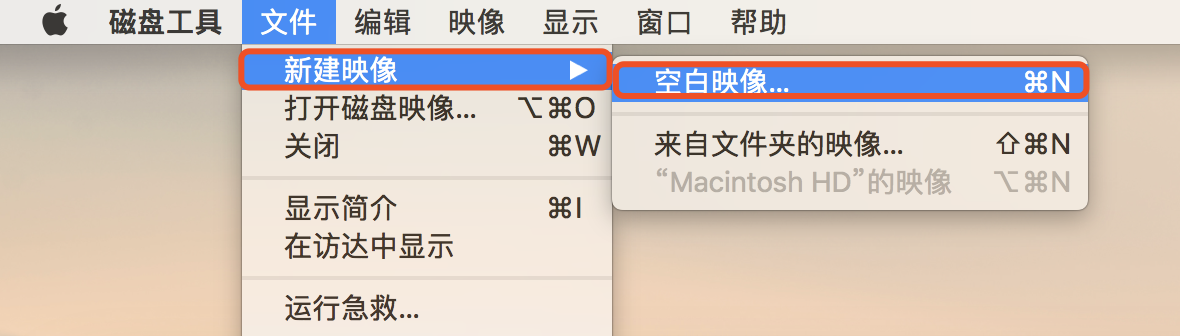 磁盘工具 文件 编辑 映像 显示 窗口 帮助
新建映像 ▶
打开磁盘映像... ⌥⌘O
关闭 ⌘W
显示简介 ⌘I
在访达中显示
运行急救...
空白映像... ⌘N
来自文件夹的映像... ⇧⌘N
“Macintosh HD”的映像 ⌥⌘N